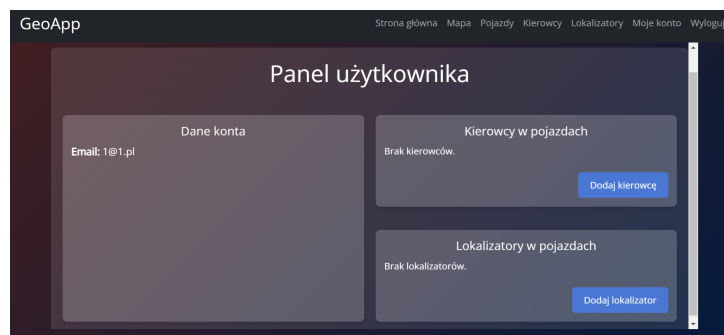 GeoApp
Strona główna Mapa Pojazdy Kierowcy Lokalizatory Moje konto Wyloguj
Panel użytkownika
Dane konta
Email: 1@1.pl
Kierowcy w pojazdach
Brak kierowców.
Dodaj kierowcę
Lokalizatory w pojazdach
Brak lokalizatorów.
Dodaj lokalizator